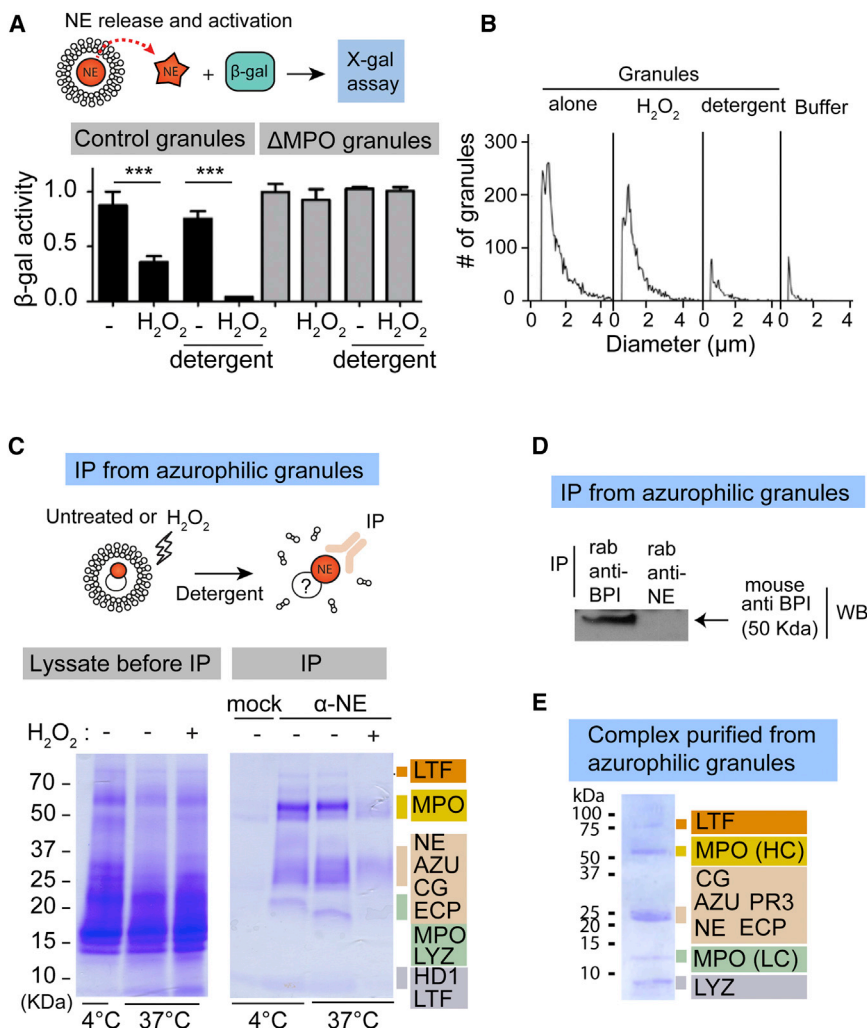 A
NE release and activation
NE
NE
+
β-gal
X-gal
assay
Control granules
ΔMPO granules
***
***
β-gal activity
1.0
0.5
0.0
-
H2O2
-
H2O2
-
H2O2
-
H2O2
detergent
detergent
B
Granules
alone
H2O2
detergent
Buffer
# of granules
300
200
100
0
0 2 4
0 2 4
0 2 4
0 2 4
Diameter (µm)
C
IP from azurophilic granules
Untreated or H2O2
IP
Detergent
NE
?
Lyssate before IP
IP
mock
α-NE
H2O2 :
- - +
- - - +
70
50
37
25
20
15
10
(KDa)
4°C 37°C
4°C 37°C
LTF
MPO
NE
AZU
CG
ECP
MPO
LYZ
HD1
LTF
D
IP from azurophilic granules
IP
rab
anti-
BPI
rab
anti-
NE
mouse
anti BPI
(50 Kda)
WB
E
Complex purified from
azurophilic granules
kDa
100
75
50
37
25
20
15
10
LTF
MPO (HC)
CG
AZU PR3
NE ECP
MPO (LC)
LYZ